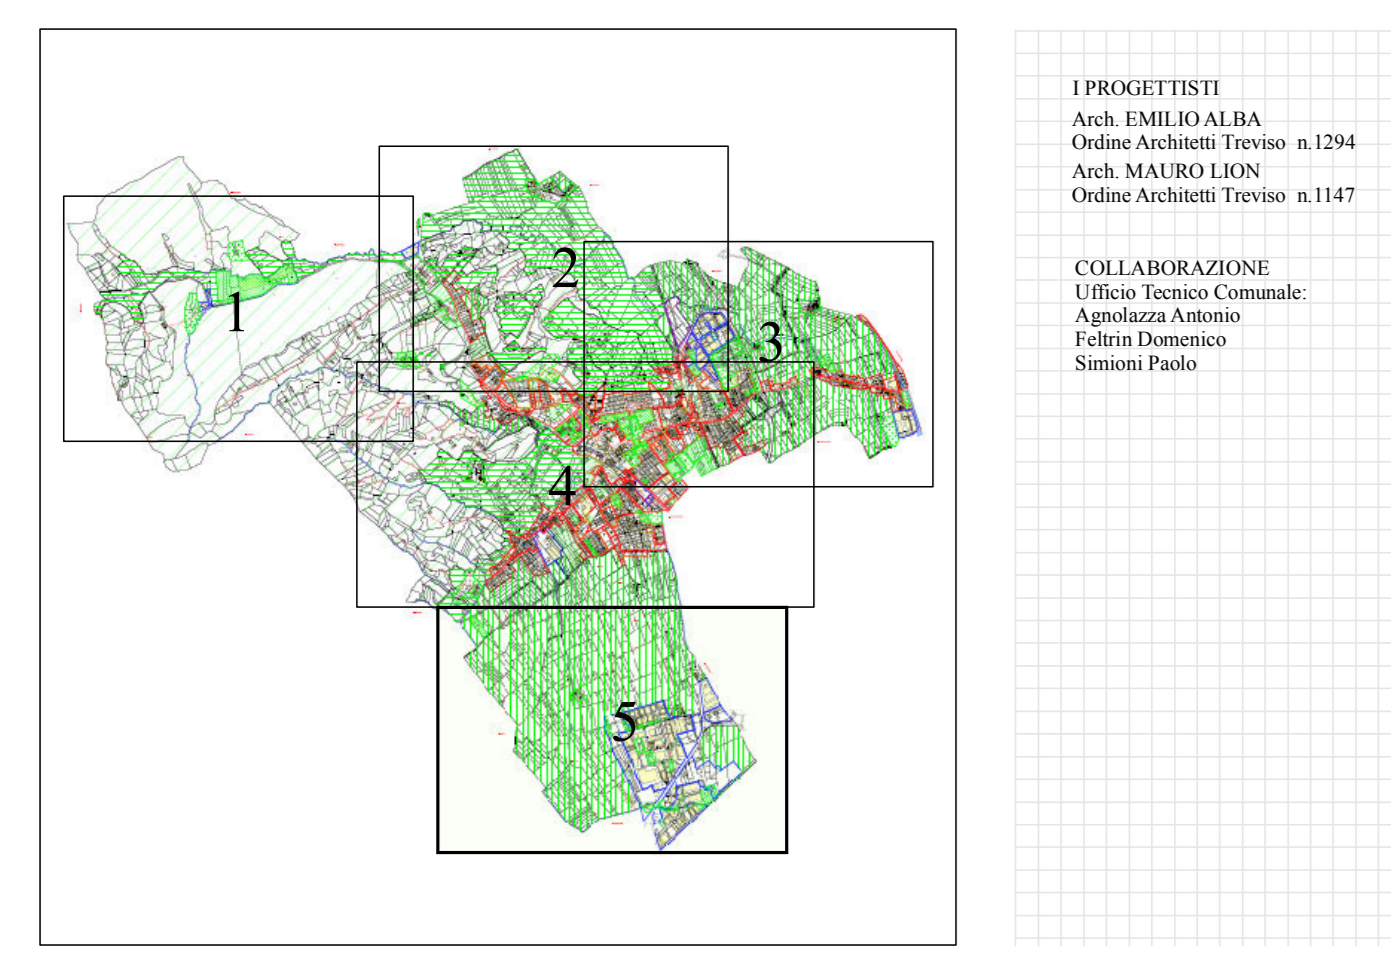 I PROGETTISTI
Arch. EMILIO ALBA
Ordine Architetti Treviso n.1294
Arch. MAURO LION
Ordine Architetti Treviso n.1147
COLLABORAZIONE
Ufficio Tecnico Comunale:
Agnolazza Antonio
Feltrin Domenico
Simioni Paolo
1
2
3
4
5